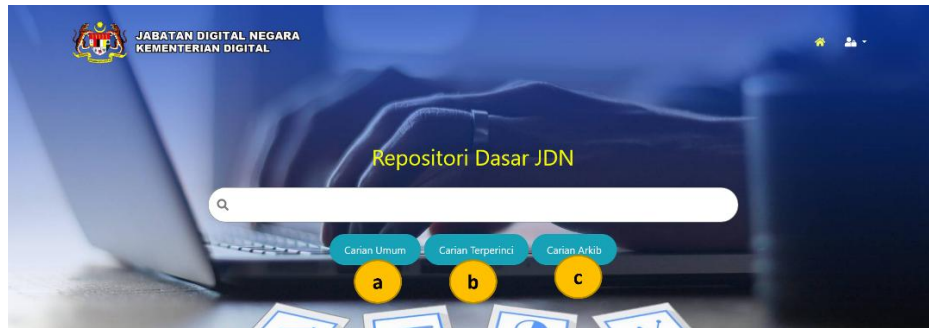 JABATAN DIGITAL NEGARA
KEMENTERIAN DIGITAL
Repositori Dasar JDN
Carian Umum
Carian Terperinci
Carian Arkib
a
b
c